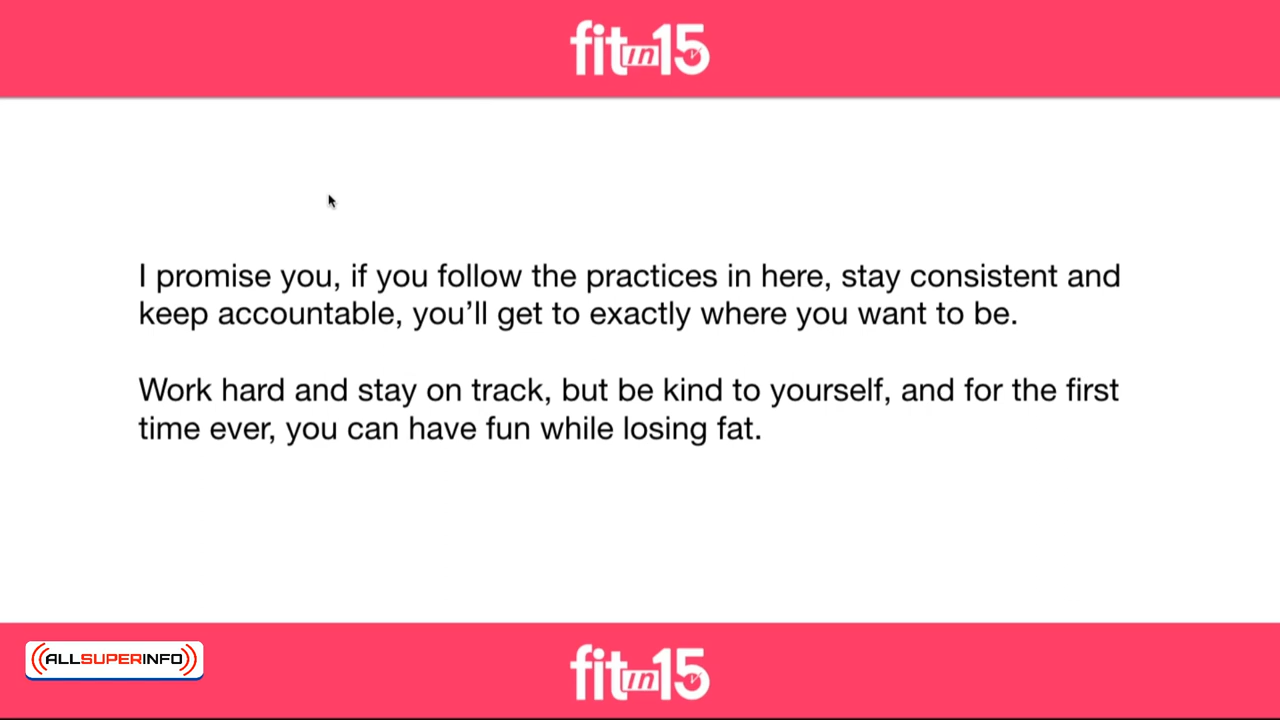 fit in 15
I promise you, if you follow the practices in here, stay consistent and
keep accountable, you’ll get to exactly where you want to be.
Work hard and stay on track, but be kind to yourself, and for the first
time ever, you can have fun while losing fat.
ALLSUPERINFO
fit in 15